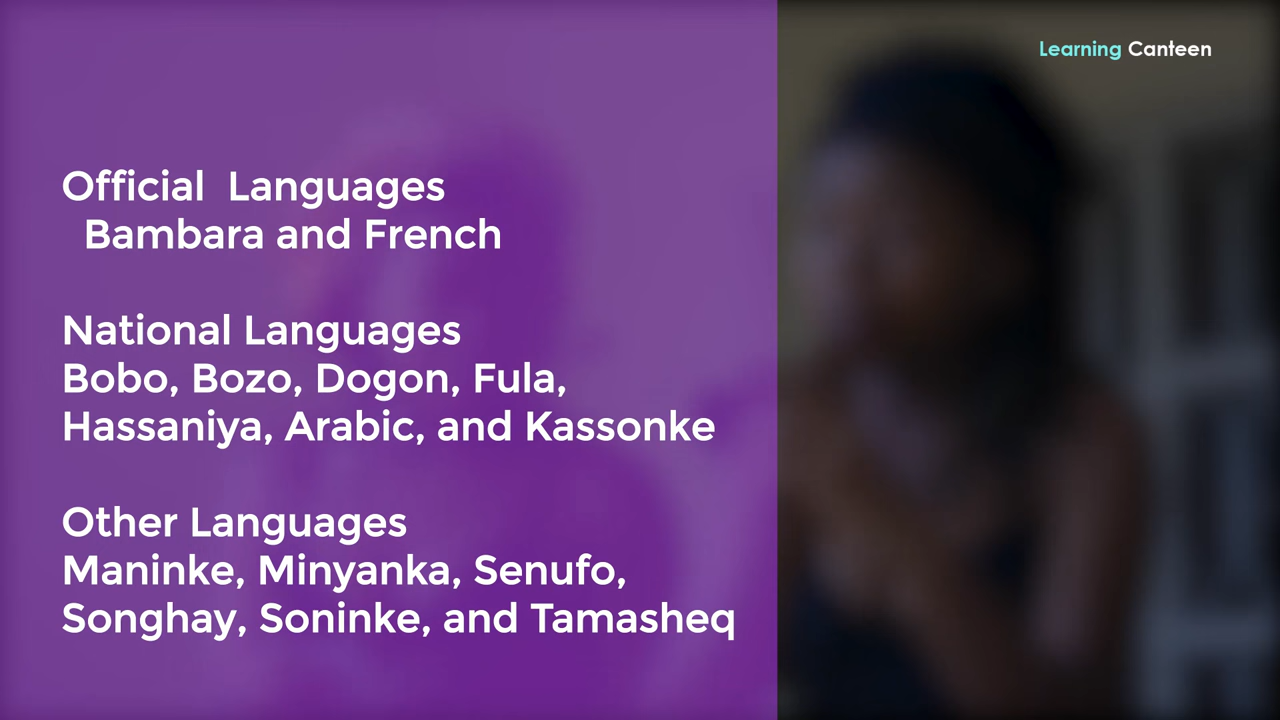 Learning Canteen
Official Languages
Bambara and French
National Languages
Bobo, Bozo, Dogon, Fula,
Hassaniya, Arabic, and Kassonke
Other Languages
Maninke, Minyanka, Senufo,
Songhay, Soninke, and Tamasheq